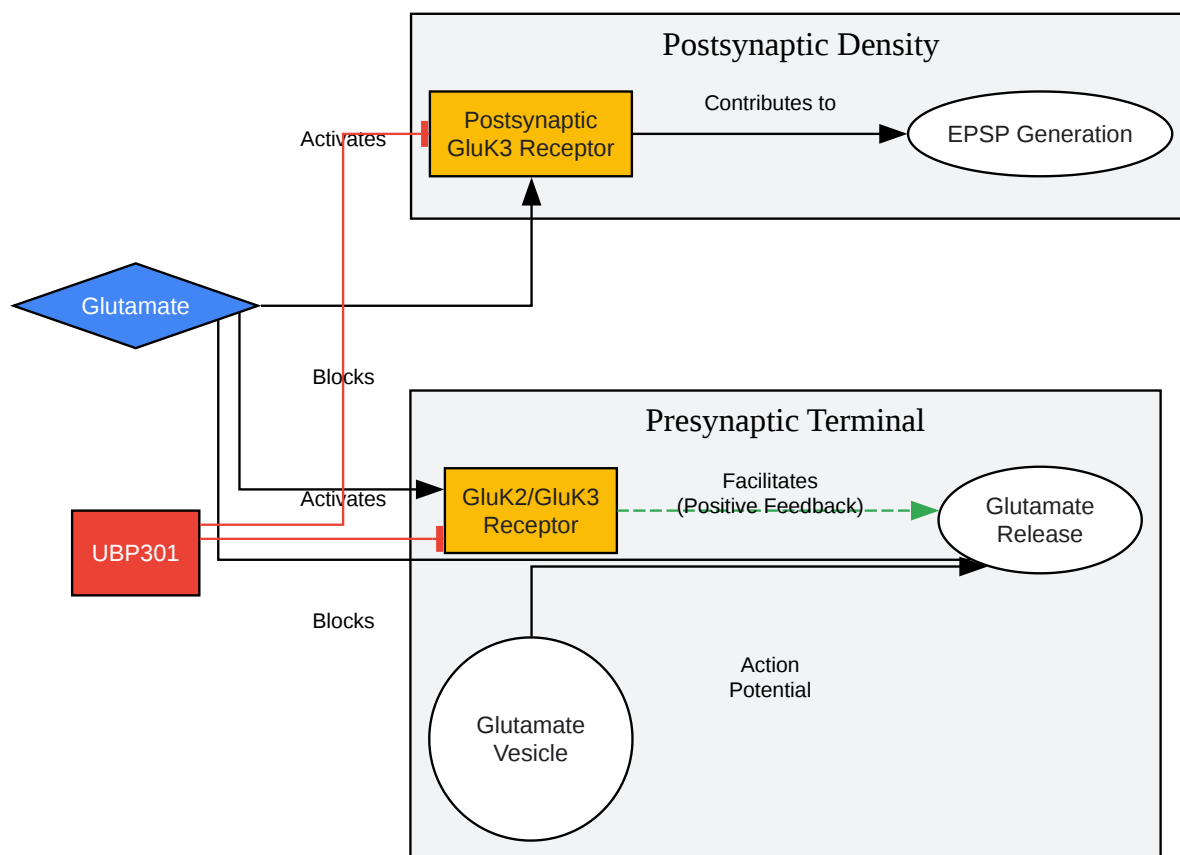 Postsynaptic Density
Contributes to
Postsynaptic
GluK3 Receptor
EPSP Generation
Activates
Glutamate
Blocks
Presynaptic Terminal
Facilitates
(Positive Feedback)
Activates
GluK2/GluK3
Receptor
Glutamate
Release
UBP301
Blocks
Action
Potential
Glutamate
Vesicle